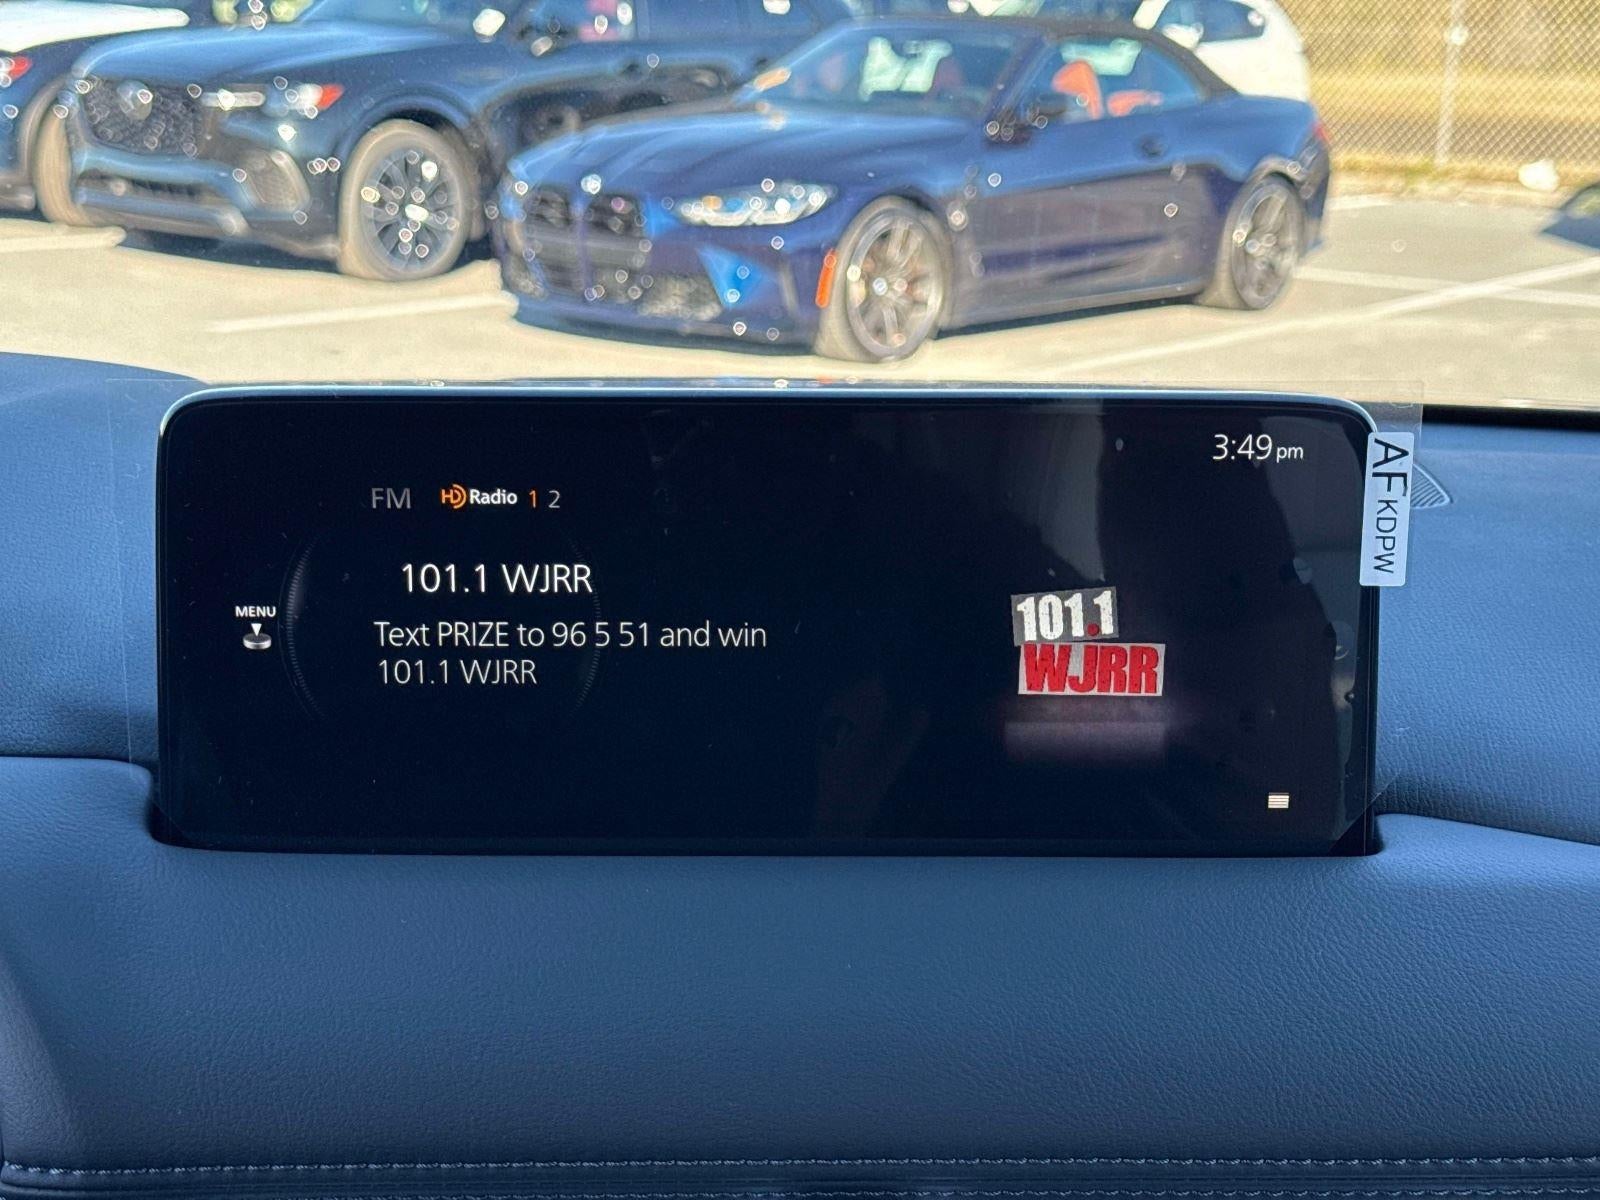 3:49 pm
FM HD Radio 1 2
101.1 WJRR
MENU
Text PRIZE to 96 5 51 and win
101.1 WJRR
101.1
WJRR
AF KDPW